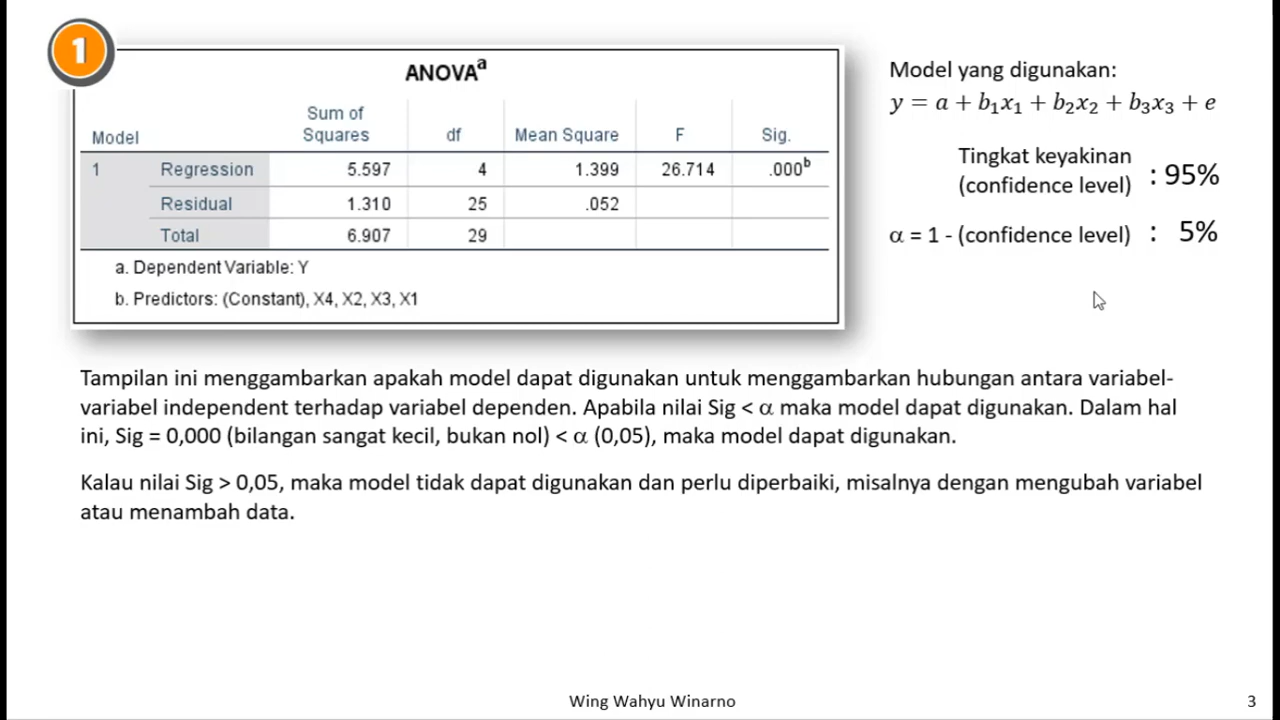 1
ANOVAᵃ
Model Sum of Squares df Mean Square F Sig.
1 Regression 5.597 4 1.399 26.714 .000ᵇ
Residual 1.310 25 .052
Total 6.907 29
a. Dependent Variable: Y
b. Predictors: (Constant), X4, X2, X3, X1
Model yang digunakan:
y = a + b₁x₁ + b₂x₂ + b₃x₃ + e
Tingkat keyakinan
(confidence level) : 95%
α = 1 - (confidence level) : 5%
Tampilan ini menggambarkan apakah model dapat digunakan untuk menggambarkan hubungan antara variabel-
variabel independent terhadap variabel dependen. Apabila nilai Sig < α maka model dapat digunakan. Dalam hal
ini, Sig = 0,000 (bilangan sangat kecil, bukan nol) < α (0,05), maka model dapat digunakan.
Kalau nilai Sig > 0,05, maka model tidak dapat digunakan dan perlu diperbaiki, misalnya dengan mengubah variabel
atau menambah data.
Wing Wahyu Winarno
3